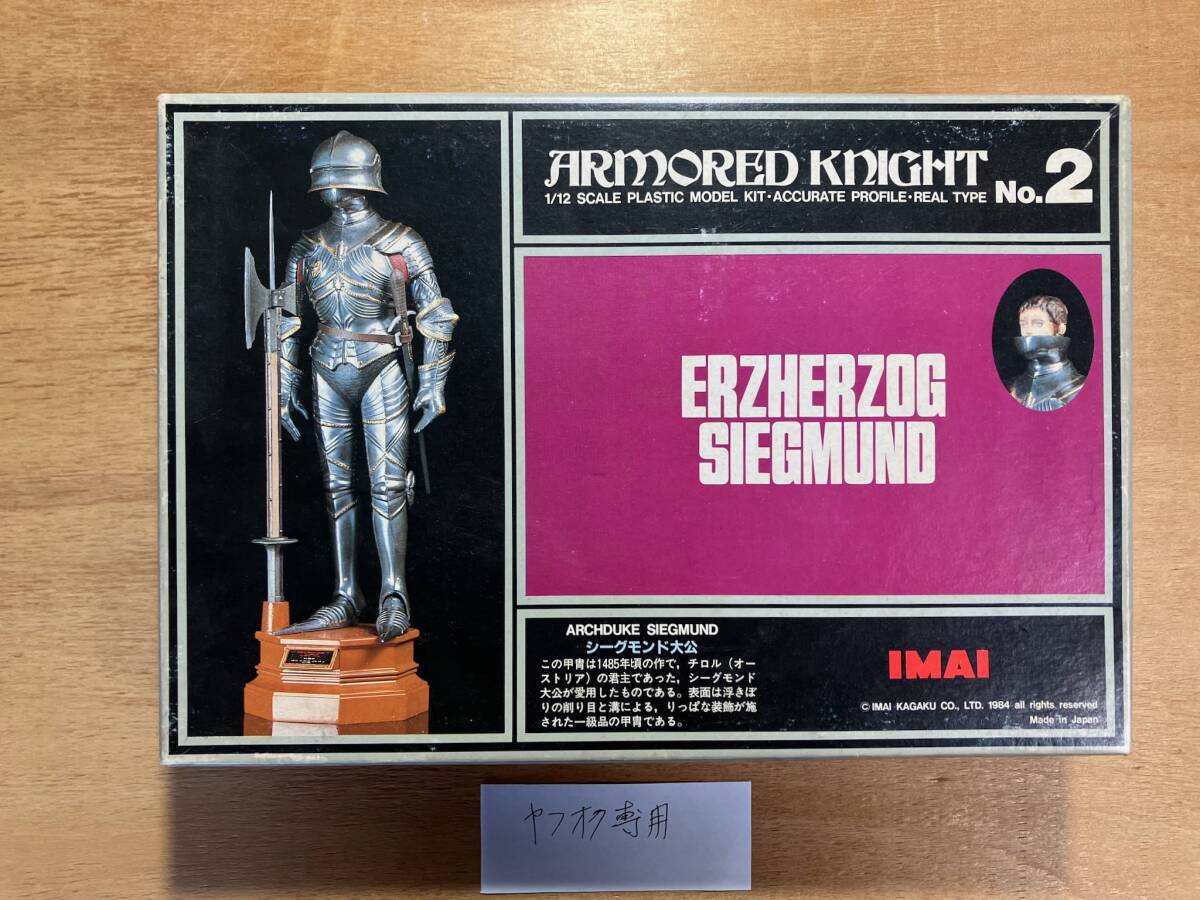 ARMORED KNIGHT
1/12 SCALE PLASTIC MODEL KIT・ACCURATE PROFILE・REAL TYPE
No.2
ERZHERZOG
SIEGMUND
ARCHDUKE SIEGMUND
シーグモンド大公
この甲冑は1485年頃の作で，チロル（オー
ストリア）の君主であった，シーグモンド
大公が愛用したものである。表面は浮きぼ
りの削り目と溝による，りっぱな装飾が施
された一級品の甲冑である。
IMAI
© IMAI KAGAKU CO., LTD. 1984 all rights reserved
Made in Japan
ヤフオク専用